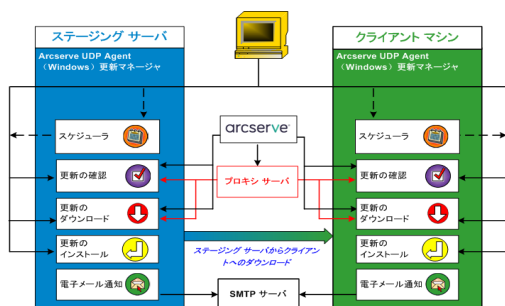 ステージング サーバ
Arcserve UDP Agent
（Windows）更新マネージャ
スケジューラ
更新の確認
更新の
ダウンロード
更新の
インストール
電子メール通知
arcserve
プロキシ サーバ
ステージング サーバからクライアン
トへのダウンロード
SMTP サーバ
クライアント マシン
Arcserve UDP Agent
（Windows）更新マネージャ
スケジューラ
更新の確認
更新の
ダウンロード
更新の
インストール
電子メール通知